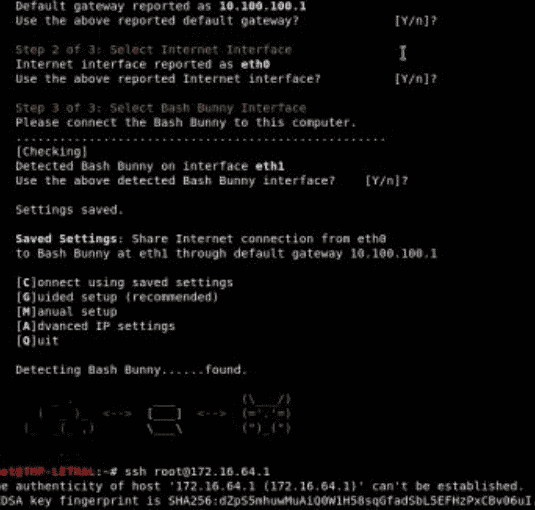 Default gateway reported as 10.100.100.1
Use the above reported default gateway? [Y/n]?
Step 2 of 3: Select Internet Interface
Internet interface reported as eth0
Use the above reported Internet interface? [Y/n]?
Step 3 of 3: Select Bash Bunny Interface
Please connect the Bash Bunny to this computer.
...................................................
[Checking]
Detected Bash Bunny on interface eth1
Use the above detected Bash Bunny interface? [Y/n]?
Settings saved.
Saved Settings: Share Internet connection from eth0
to Bash Bunny at eth1 through default gateway 10.100.100.1
[C]onnect using saved settings
[G]uided setup (recommended)
[M]anual setup
[A]dvanced IP settings
[Q]uit
Detecting Bash Bunny......found.
:~# ssh root@172.16.64.1
e authenticity of host '172.16.64.1 (172.16.64.1)' can't be established.
DSA key fingerprint is